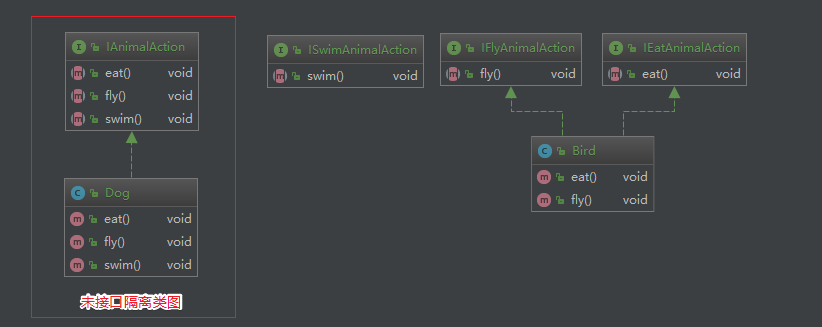 IAnimalAction
eat() void
fly() void
swim() void
Dog
eat() void
fly() void
swim() void
未接口隔离类图
ISwimAnimalAction
swim() void
IFlyAnimalAction
fly() void
IEatAnimalAction
eat() void
Bird
eat() void
fly() void